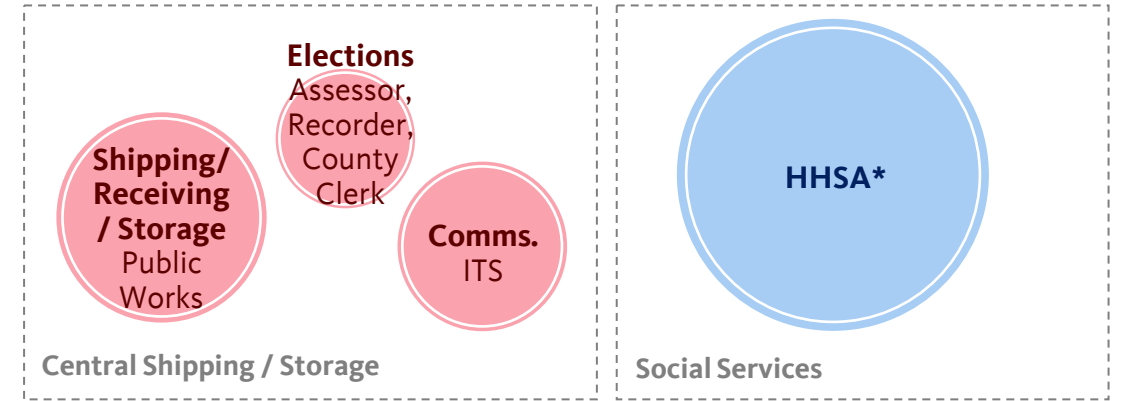 Elections
Assessor,
Recorder,
County
Clerk
Shipping/
Receiving
/ Storage
Public
Works
Comms.
ITS
Central Shipping / Storage
HHSA*
Social Services